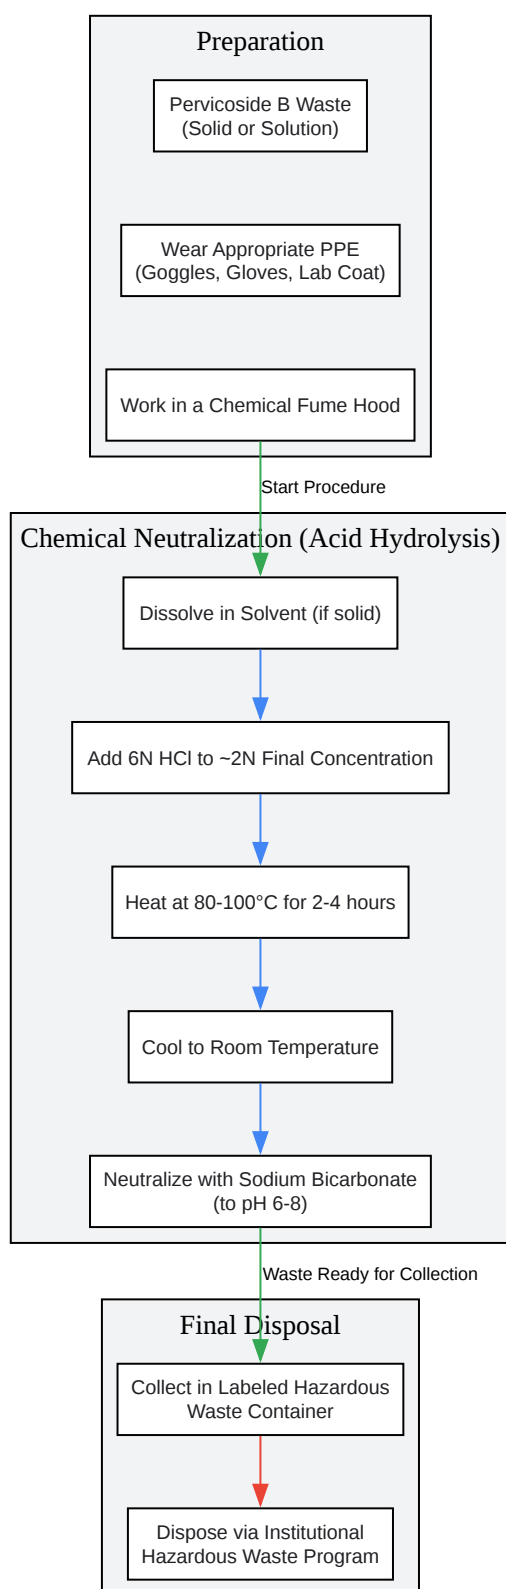 Preparation
Pervicoside B Waste
(Solid or Solution)
Wear Appropriate PPE
(Goggles, Gloves, Lab Coat)
Work in a Chemical Fume Hood
Start Procedure
Chemical Neutralization (Acid Hydrolysis)
Dissolve in Solvent (if solid)
Add 6N HCl to ~2N Final Concentration
Heat at 80-100°C for 2-4 hours
Cool to Room Temperature
Neutralize with Sodium Bicarbonate
(to pH 6-8)
Waste Ready for Collection
Final Disposal
Collect in Labeled Hazardous
Waste Container
Dispose via Institutional
Hazardous Waste Program